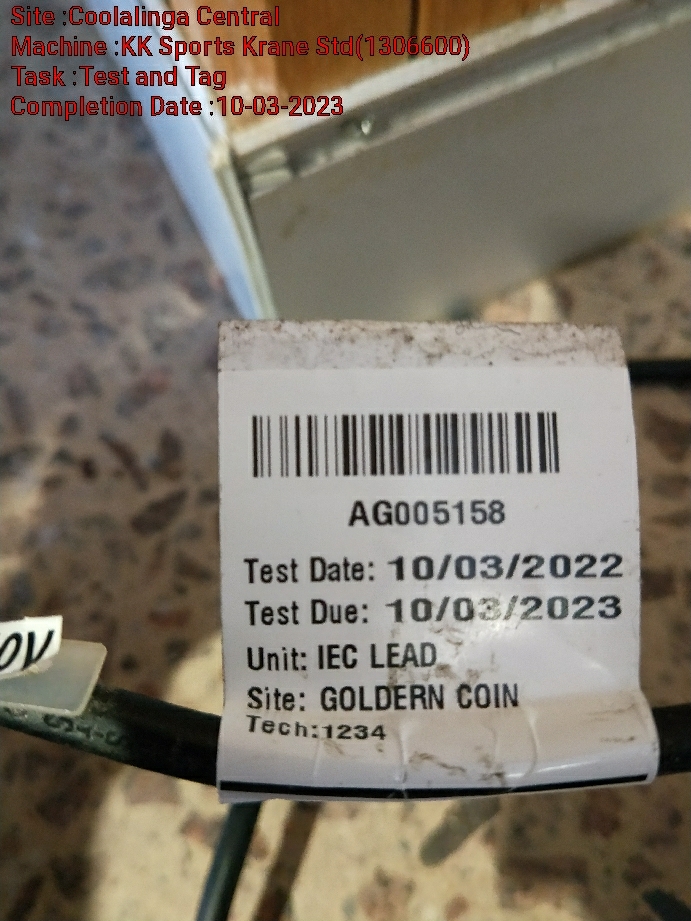 Site :Coolalinga Central
Machine :KK Sports Krane Std(1306600)
Task :Test and Tag
Completion Date :10-03-2023
AG005158
Test Date: 10/03/2022
Test Due: 10/03/2023
Unit: IEC LEAD
Site: GOLDERN COIN
Tech:1234